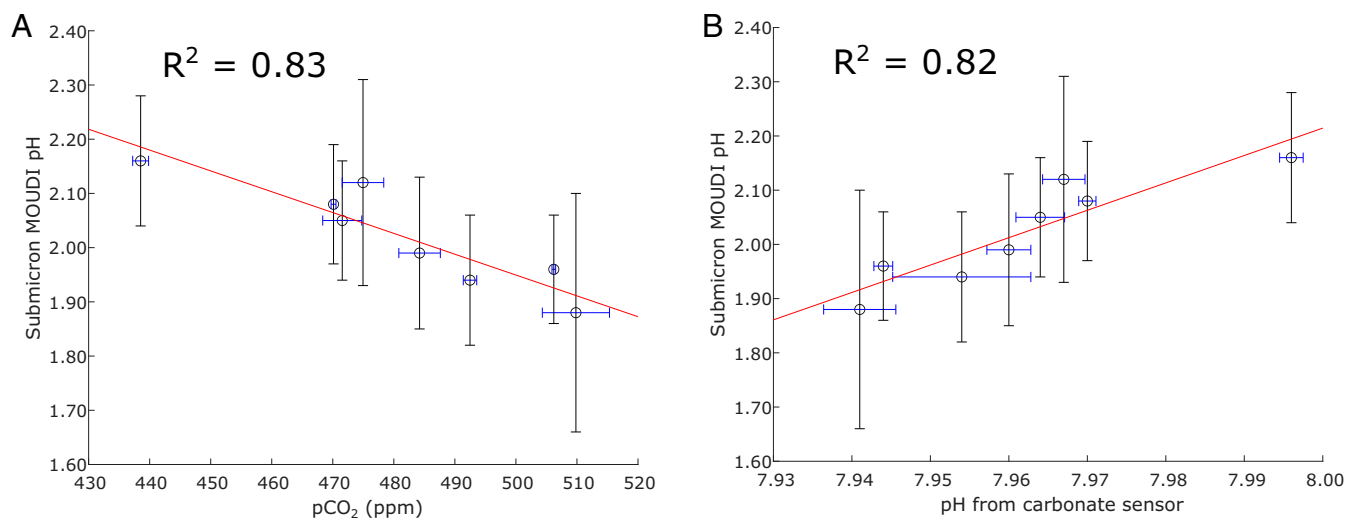 A
R² = 0.83
Submicron MOUDI pH
2.40
2.30
2.20
2.10
2.00
1.90
1.80
1.70
1.60
430 440 450 460 470 480 490 500 510 520
pCO₂ (ppm)
B
R² = 0.82
Submicron MOUDI pH
2.40
2.30
2.20
2.10
2.00
1.90
1.80
1.70
1.60
7.93 7.94 7.95 7.96 7.97 7.98 7.99 8.00
pH from carbonate sensor